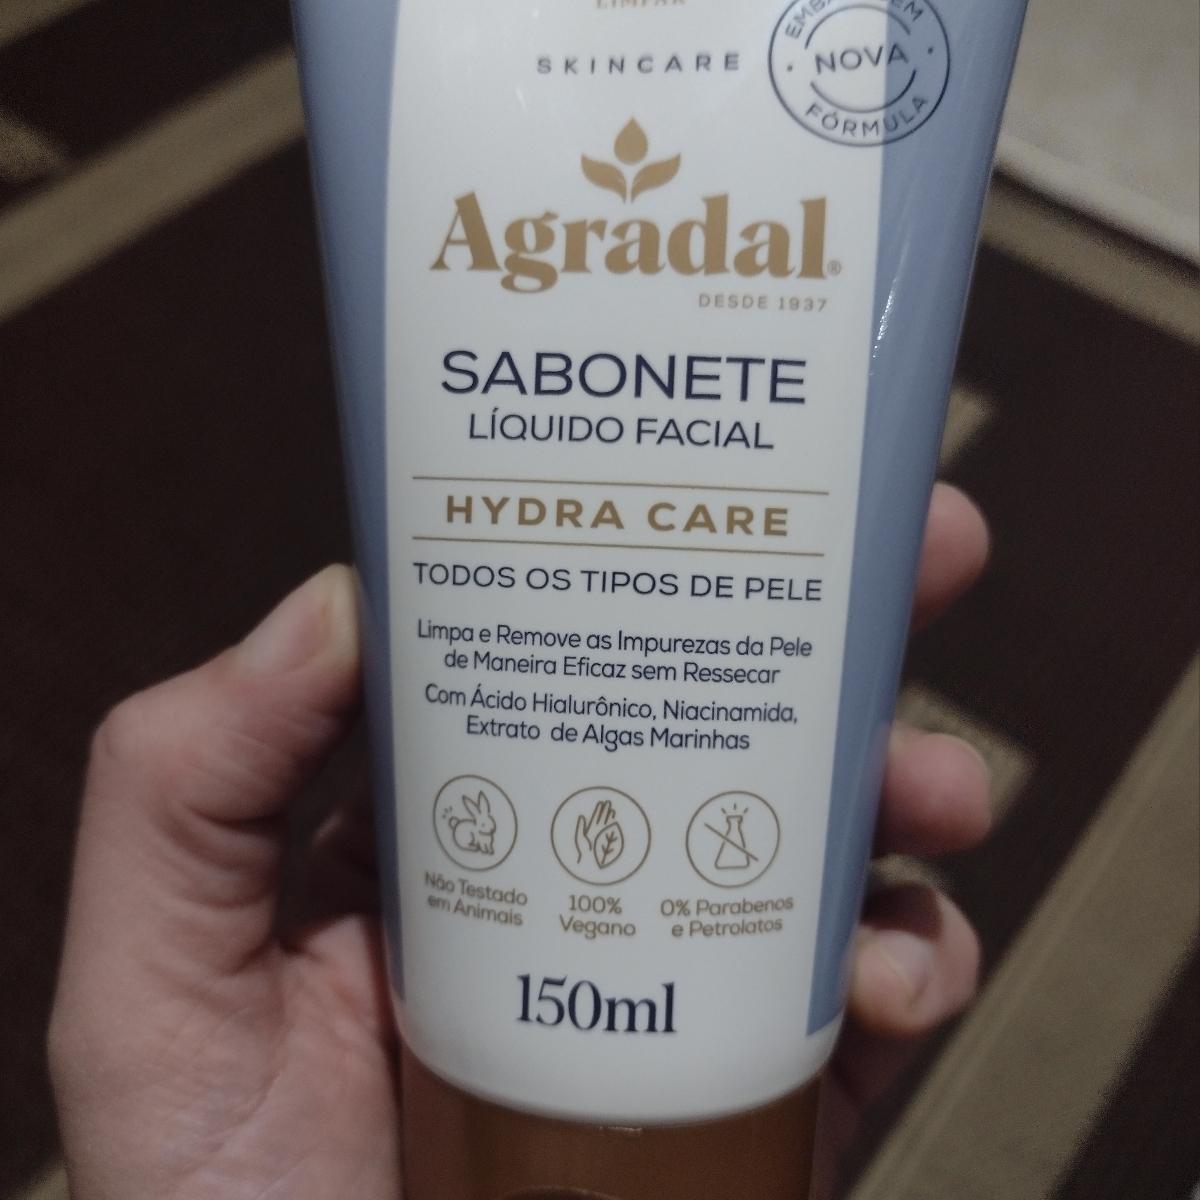 LIMPAR
SKINCARE
EMBALAGEM
NOVA
FÓRMULA
Agradal®
DESDE 1937
SABONETE
LÍQUIDO FACIAL
HYDRA CARE
TODOS OS TIPOS DE PELE
Limpa e Remove as Impurezas da Pele
de Maneira Eficaz sem Ressecar
Com Ácido Hialurônico, Niacinamida,
Extrato de Algas Marinhas
Não Testado
em Animais
100%
Vegano
0% Parabenos
e Petrolatos
150ml